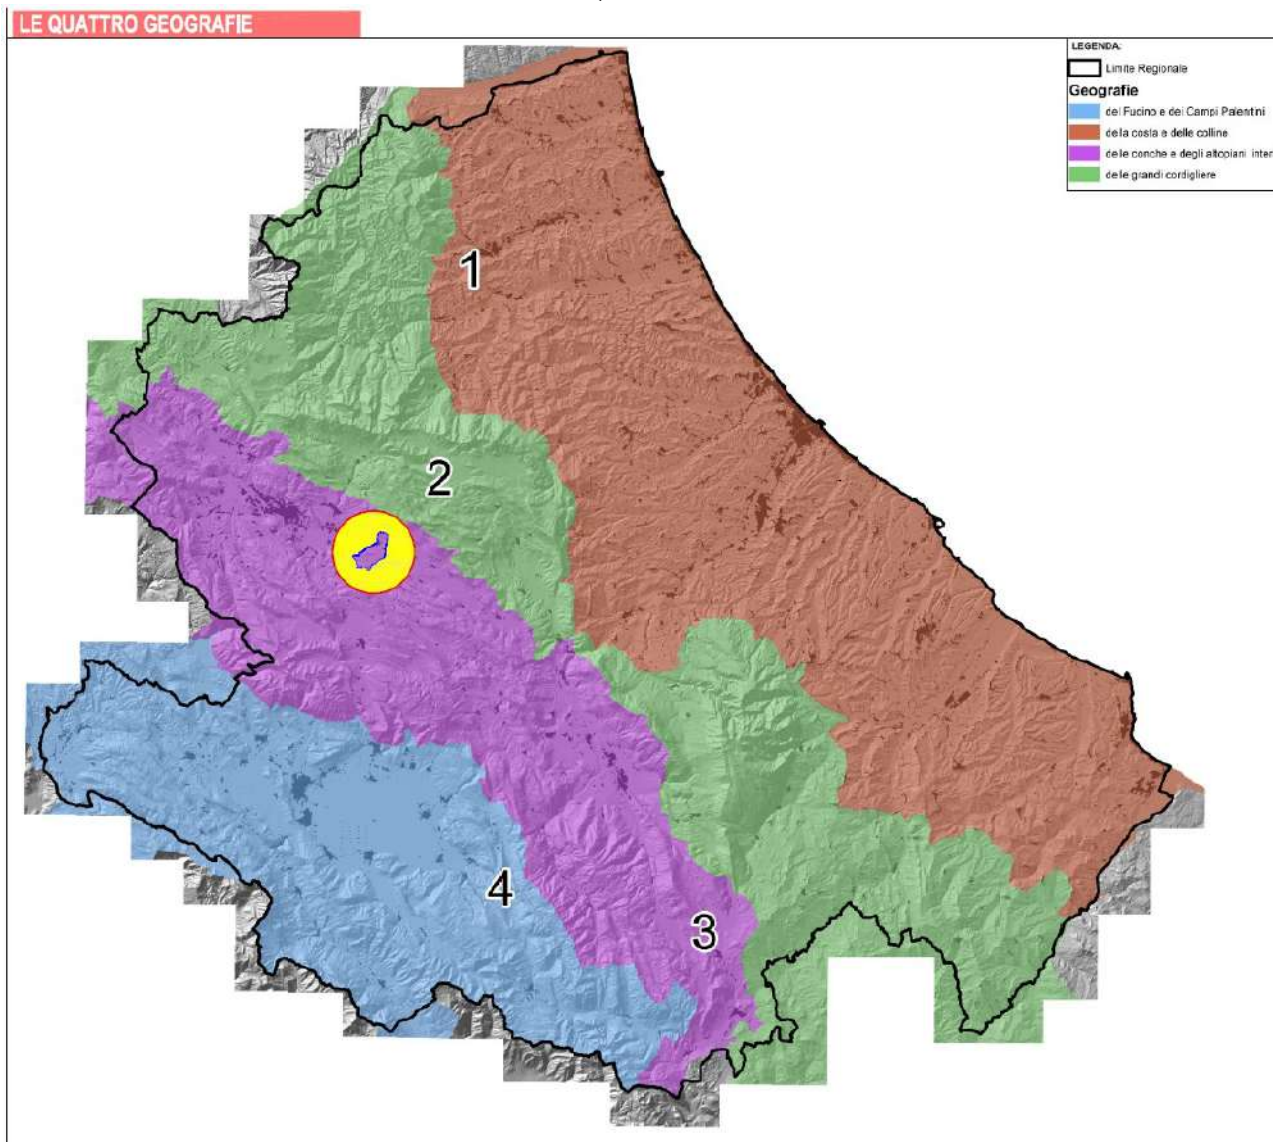 LE QUATTRO GEOGRAFIE
LEGENDA:
Limite Regionale
Geografie
del Fucino e dei Campi Palentini
della costa e delle colline
delle conche e degli altopiani inter
delle grandi cordigliere
1
2
3
4